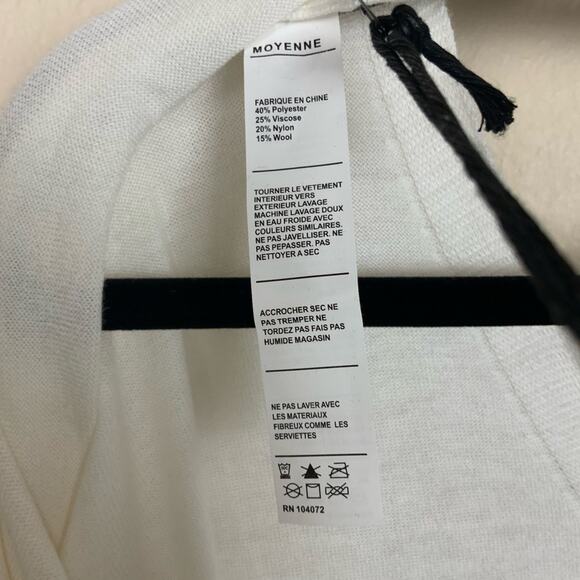 MOYENNE
FABRIQUE EN CHINE
40% Polyester
25% Viscose
20% Nylon
15% Wool
TOURNER LE VETEMENT
INTERIEUR VERS
EXTERIEUR LAVAGE
MACHINE LAVAGE DOUX
EN EAU FROIDE AVEC
COULEURS SIMILAIRES.
NE PAS JAVELLISER. NE
PAS PEPASSER. PAS
NETTOYER A SEC
ACCROCHER SEC NE
PAS TREMPER NE
TORDEZ PAS FAIS PAS
HUMIDE MAGASIN
NE PAS LAVER AVEC
LES MATERIAUX
FIBREUX COMME LES
SERVIETTES
RN 104072